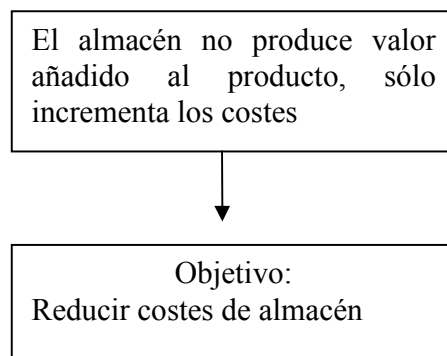 El almacén no produce valor
añadido al producto, sólo
incrementa los costes
Objetivo:
Reducir costes de almacén